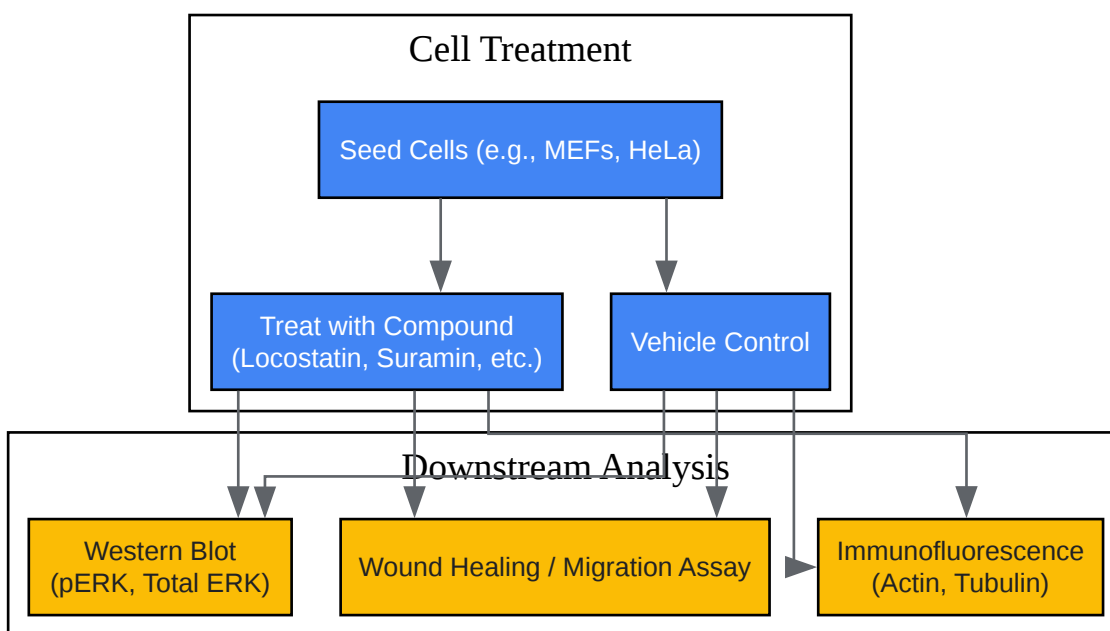 Cell Treatment
Seed Cells (e.g., MEFs, HeLa)
Treat with Compound
(Locostatin, Suramin, etc.)
Vehicle Control
Downstream Analysis
Western Blot
(pERK, Total ERK)
Wound Healing / Migration Assay
Immunofluorescence
(Actin, Tubulin)